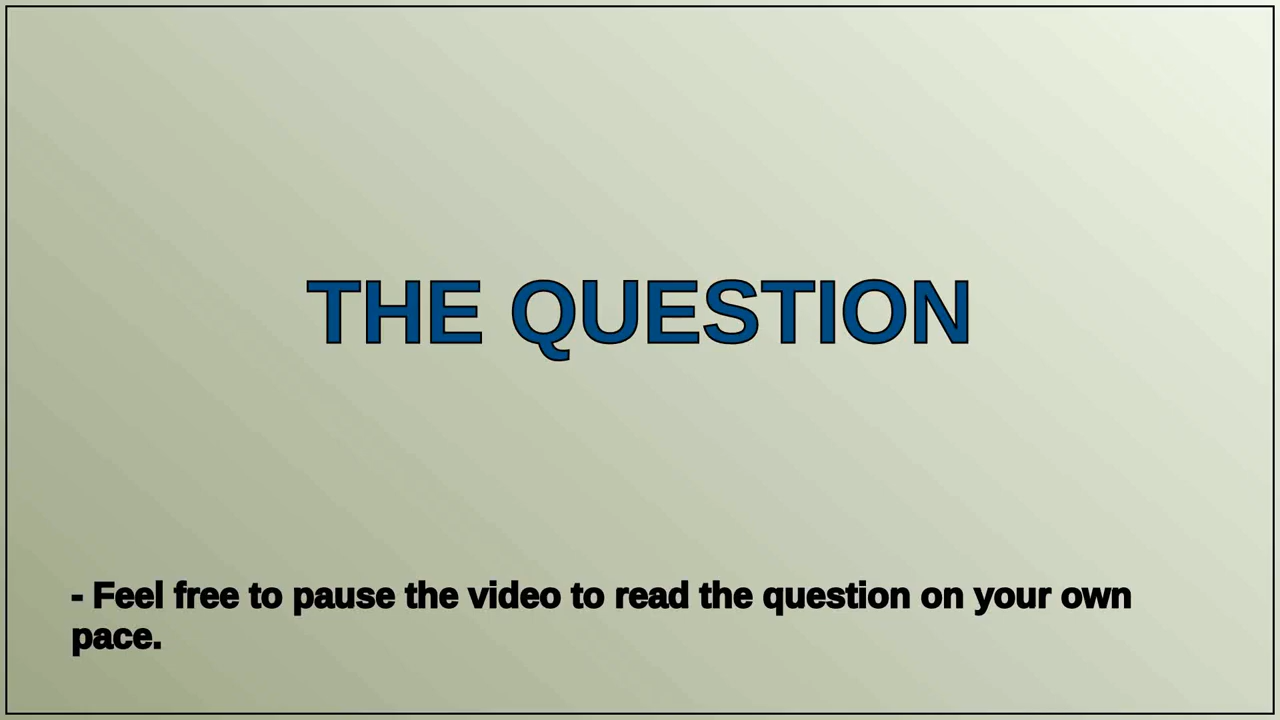 THE QUESTION
- Feel free to pause the video to read the question on your own
pace.